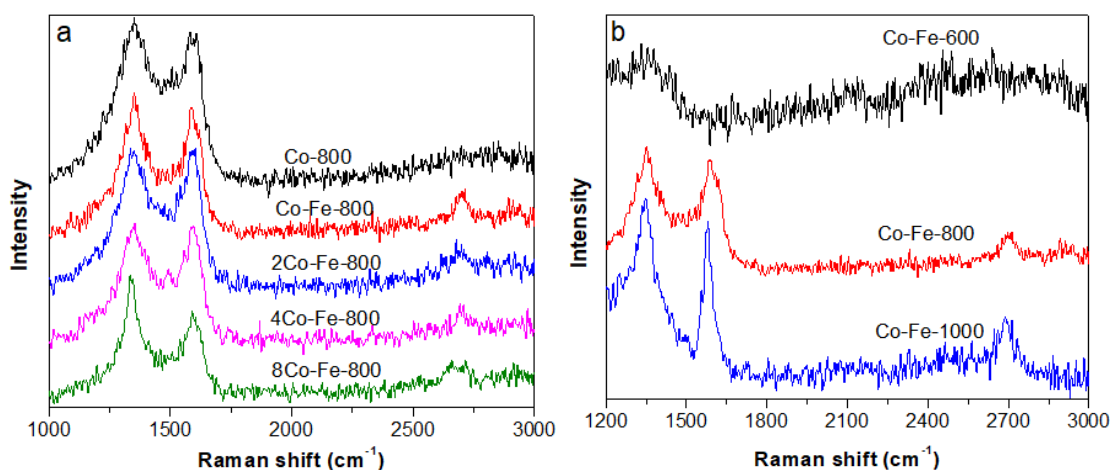 a
Co-800
Co-Fe-800
2Co-Fe-800
4Co-Fe-800
8Co-Fe-800
Intensity
1000 1500 2000 2500 3000
Raman shift (cm⁻¹)
b
Co-Fe-600
Co-Fe-800
Co-Fe-1000
Intensity
1200 1500 1800 2100 2400 2700 3000
Raman shift (cm⁻¹)